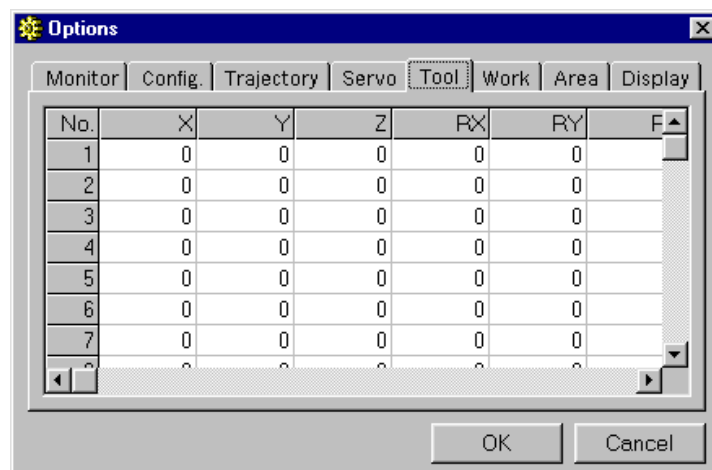 Options
Monitor Config. Trajectory Servo Tool Work Area Display
No. X Y Z RX RY
1 0 0 0 0 0
2 0 0 0 0 0
3 0 0 0 0 0
4 0 0 0 0 0
5 0 0 0 0 0
6 0 0 0 0 0
7 0 0 0 0 0
OK Cancel